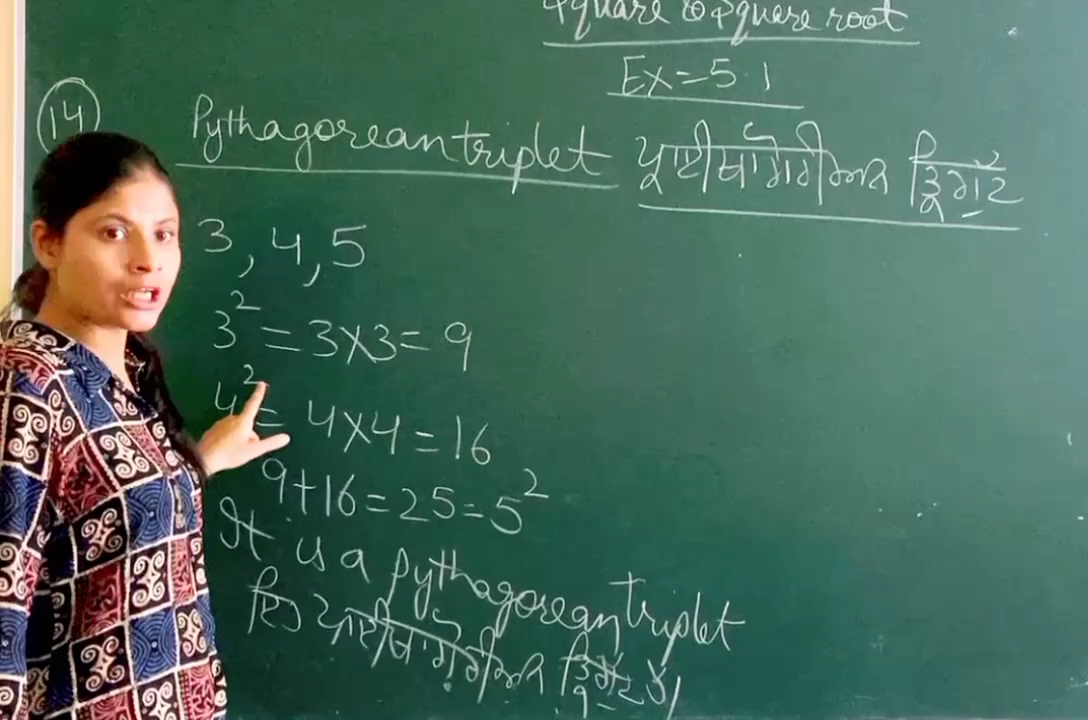 Square & Square root
Ex=5.1
14 Pythagorean triplet ਪਾਈਥਾਗੋਰੀਅਨ ਤ੍ਰਿਗੁਟ
3, 4, 5
3² = 3×3 = 9
4² = 4×4 = 16
9+16 = 25 = 5²
It is a Pythagorean triplet
ਇਹ ਪਾਈਥਾਗੋਰੀਅਨ ਤ੍ਰਿਗੁਟ ਹੈ।